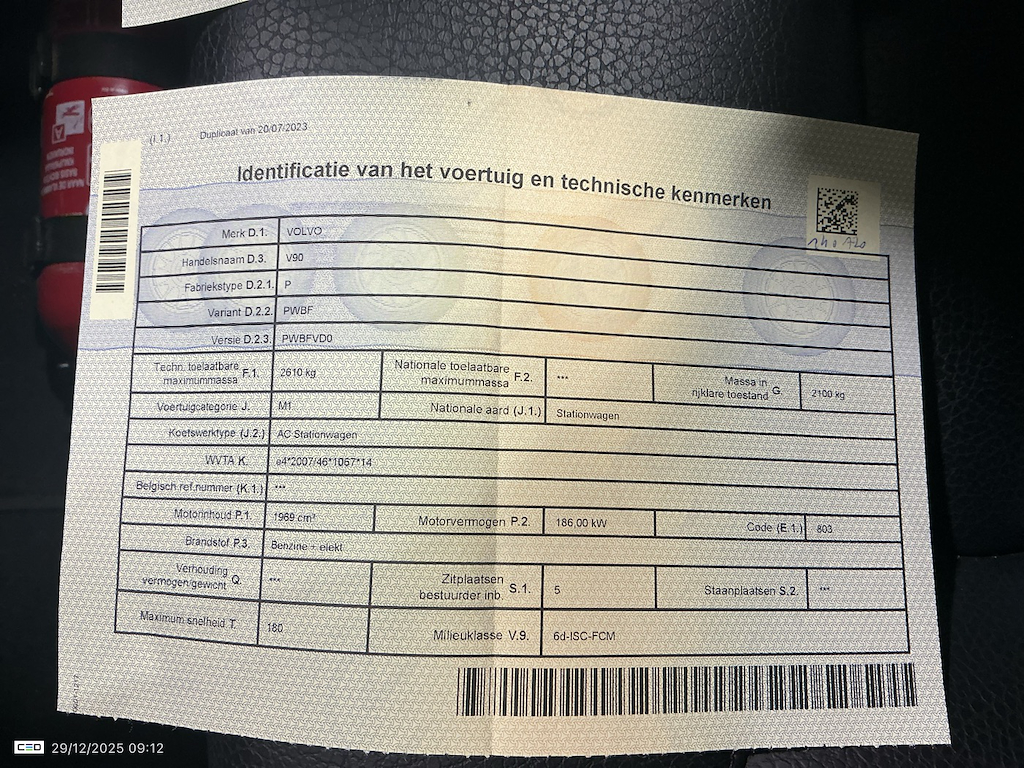 (I.1.) Duplicaat van 20/07/2023
Identificatie van het voertuig en technische kenmerken
Merk D.1. VOLVO
Handelsnaam D.3. V90
Fabriekstype D.2.1. P
Variant D.2.2. PWBF
Versie D.2.3. PWBFVD0
Techn. toelaatbare maximummassa F.1. 2610 kg Nationale toelaatbare maximummassa F.2. *** Massa in rijklare toestand G. 2100 kg
Voertuigcategorie J. M1 Nationale aard (J.1.) Stationwagen
Koetswerktype (J.2.) AC Stationwagen
WVTA K. e4*2007/46*1067*14
Belgisch ref.nummer (K.1.) ***
Motorinhoud P.1. 1969 cm³ Motorvermogen P.2. 186,00 kW Code (E.1.) 803
Brandstof P.3. Benzine + elekt
Verhouding vermogen/gewicht Q. *** Zitplaatsen bestuurder inb. S.1. 5 Staanplaatsen S.2. ***
Maximum snelheid T. 180 Milieuklasse V.9. 6d-ISC-FCM
CEO 29/12/2025 09:12